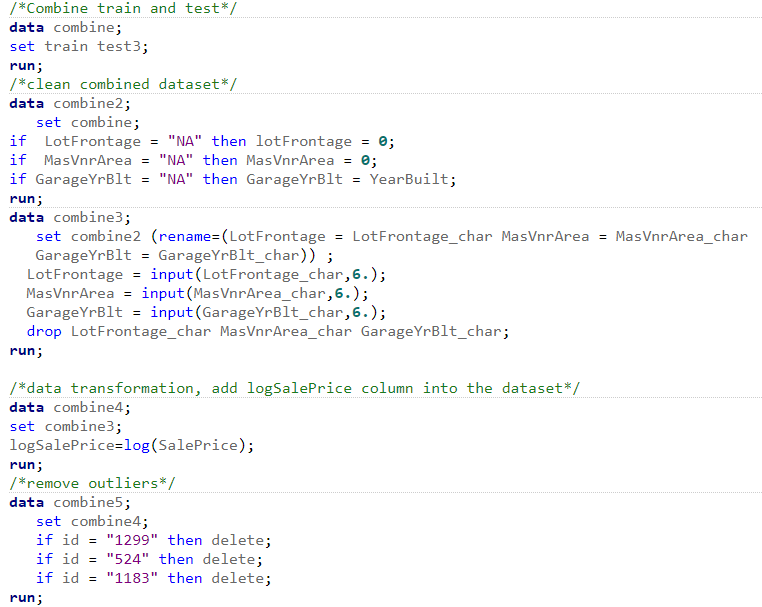 /*Combine train and test*/
data combine;
set train test3;
run;
/*clean combined dataset*/
data combine2;
   set combine;
if  LotFrontage = "NA" then lotFrontage = 0;
if  MasVnrArea = "NA" then MasVnrArea = 0;
if GarageYrBlt = "NA" then GarageYrBlt = YearBuilt;
run;
data combine3;
   set combine2 (rename=(LotFrontage = LotFrontage_char MasVnrArea = MasVnrArea_char
   GarageYrBlt = GarageYrBlt_char)) ;
  LotFrontage = input(LotFrontage_char,6.);
  MasVnrArea = input(MasVnrArea_char,6.);
  GarageYrBlt = input(GarageYrBlt_char,6.);
  drop LotFrontage_char MasVnrArea_char GarageYrBlt_char;
run;

/*data transformation, add logSalePrice column into the dataset*/
data combine4;
set combine3;
logSalePrice=log(SalePrice);
run;
/*remove outliers*/
data combine5;
   set combine4;
   if id = "1299" then delete;
   if id = "524" then delete;
   if id = "1183" then delete;
run;